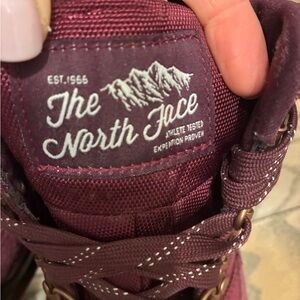 EST.1966
The
North Face
ATHLETE TESTED
EXPEDITION PROVEN